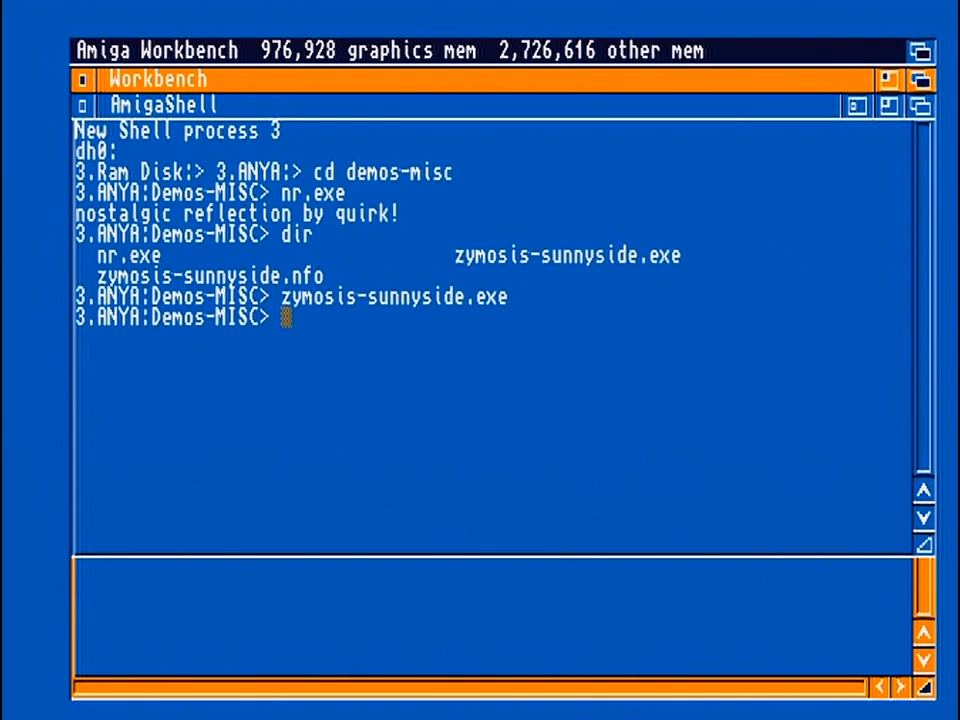 Amiga Workbench  976,928 graphics mem  2,726,616 other mem
Workbench
AmigaShell
New Shell process 3
dh0:
3.Ram Disk:> 3.ANYA:> cd demos-misc
3.ANYA:Demos-MISC> nr.exe
nostalgic reflection by quirk!
3.ANYA:Demos-MISC> dir
nr.exe zymosis-sunnyside.exe
zymosis-sunnyside.nfo
3.ANYA:Demos-MISC> zymosis-sunnyside.exe
3.ANYA:Demos-MISC>